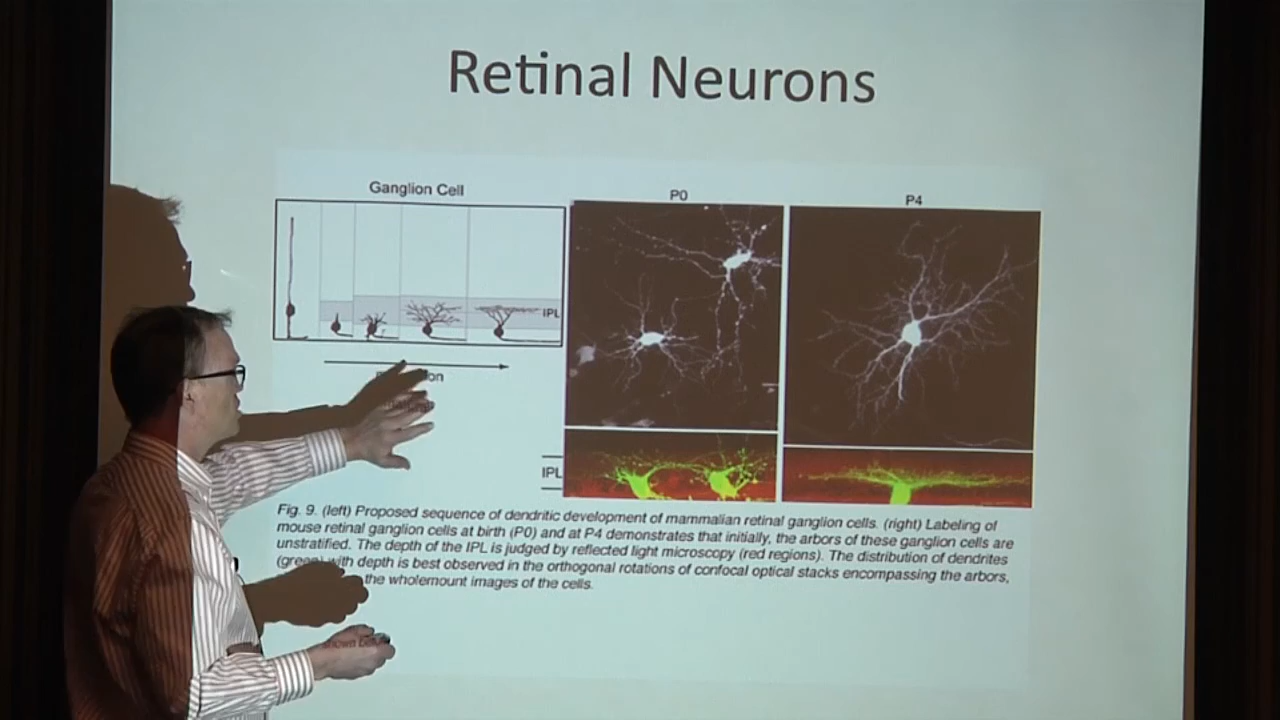 Retinal Neurons
Ganglion Cell
P0
P4
IPL
IPL
Fig. 9. (left) Proposed sequence of dendritic development of mammalian retinal ganglion cells. (right) Labeling of
mouse retinal ganglion cells at birth (P0) and at P4 demonstrates that initially, the arbors of these ganglion cells are
unstratified. The depth of the IPL is judged by reflected light microscopy (red regions). The distribution of dendrites
(green) with depth is best observed in the orthogonal rotations of confocal optical stacks encompassing the arbors,
the wholemount images of the cells.
shown below